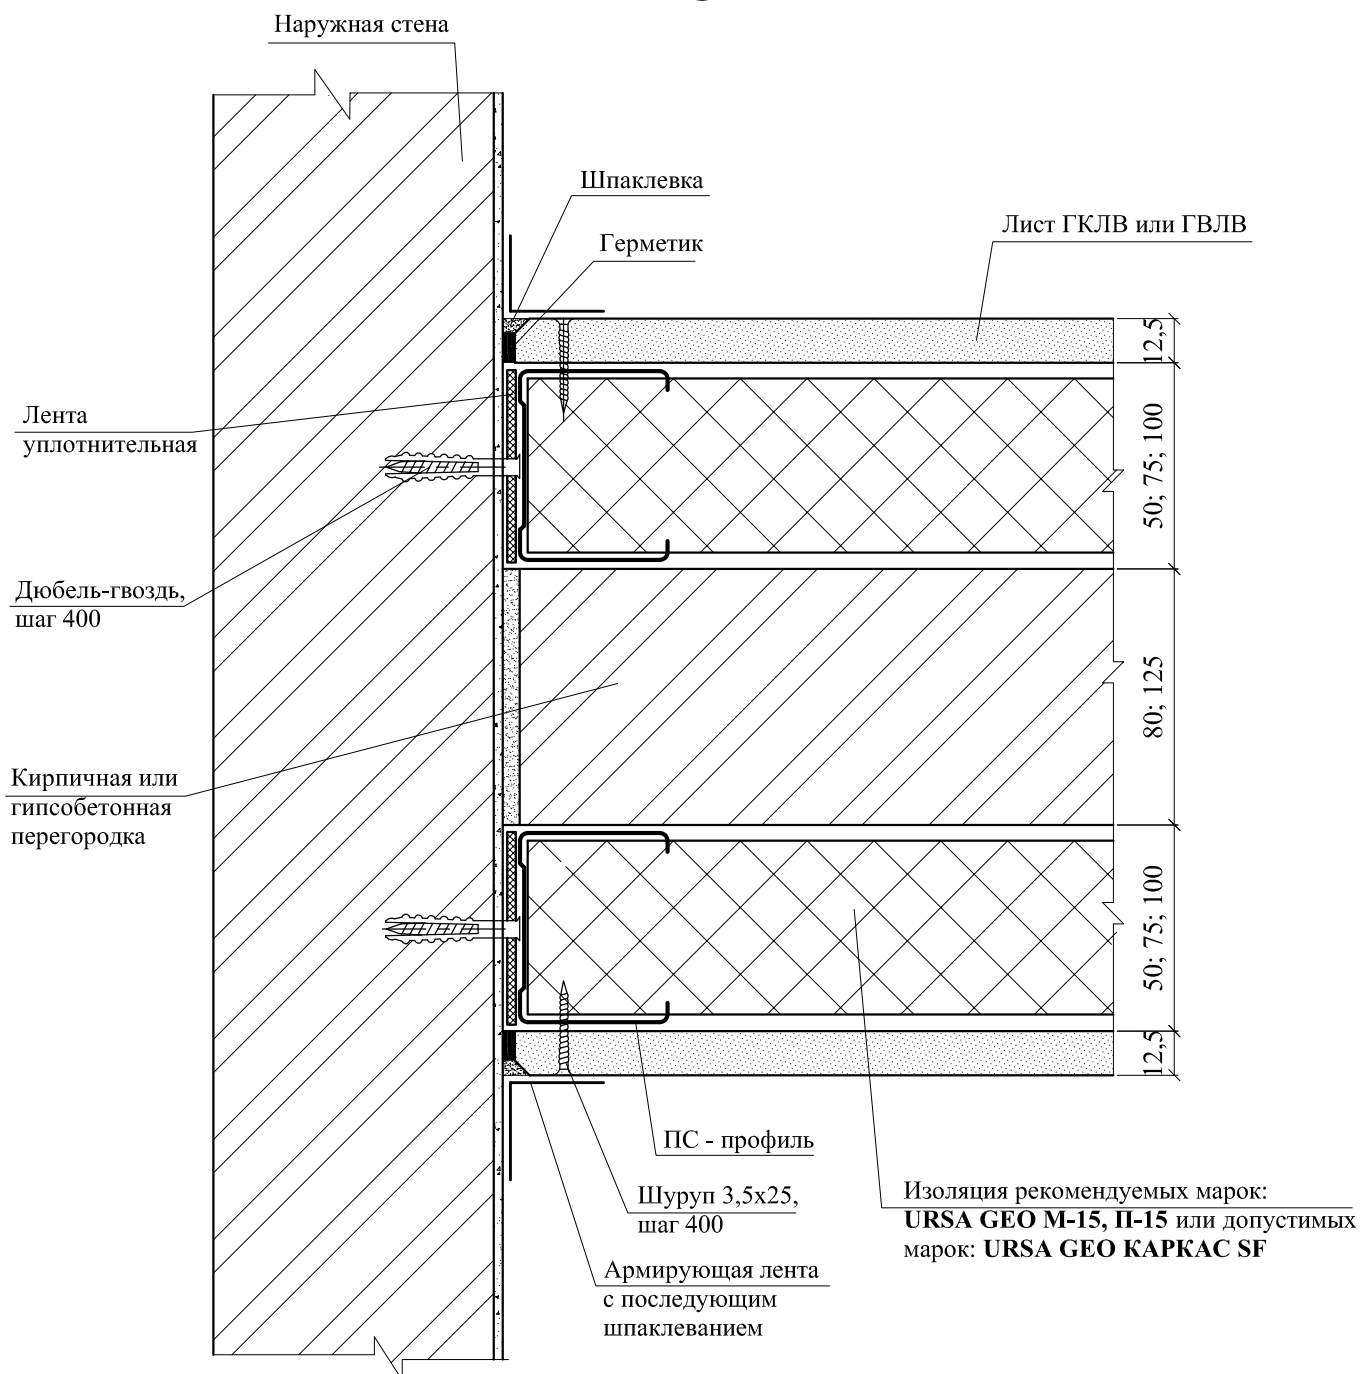 Наружная стена
Шпаклевка
Герметик
Лист ГКЛВ или ГВЛВ
12,5
Лента
уплотнительная
50; 75; 100
Дюбель-гвоздь,
шаг 400
80; 125
Кирпичная или
гипсобетонная
перегородка
50; 75; 100
12,5
ПС - профиль
Шуруп 3,5х25,
шаг 400
Изоляция рекомендуемых марок:
URSA GEO М-15, П-15 или допустимых
марок: URSA GEO КАРКАС SF
Армирующая лента
с последующим
шпаклеванием